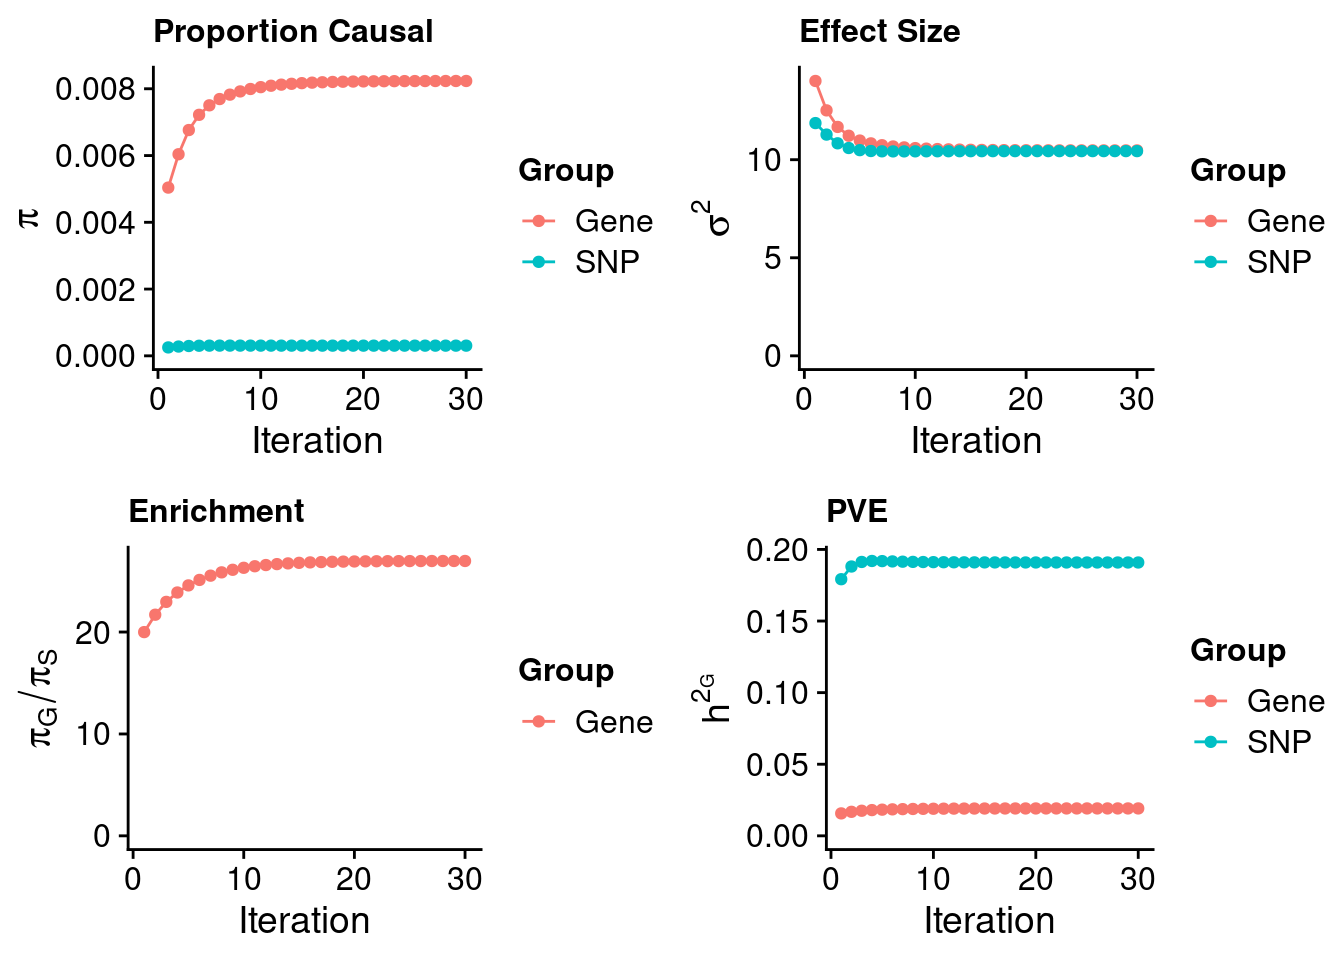 Proportion Causal
0.008
0.006
0.004
0.002
0.000
π
0 10 20 30
Iteration
Group
Gene
SNP
Effect Size
10
5
0
σ²
0 10 20 30
Iteration
Group
Gene
SNP
Enrichment
20
10
0
πG/πS
0 10 20 30
Iteration
Group
Gene
PVE
0.20
0.15
0.10
0.05
0.00
h²G
0 10 20 30
Iteration
Group
Gene
SNP